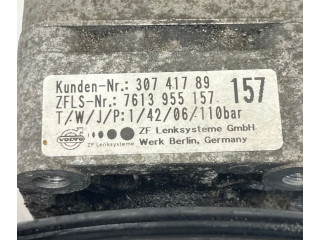 Kunden-Nr.: 307 417 89
ZFLS-Nr.: 7613 955 157
157
T/W/J/P:1/42/06/110bar
VOLVO
ZF Lenksysteme
ZF Lenksysteme GmbH
Werk Berlin, Germany